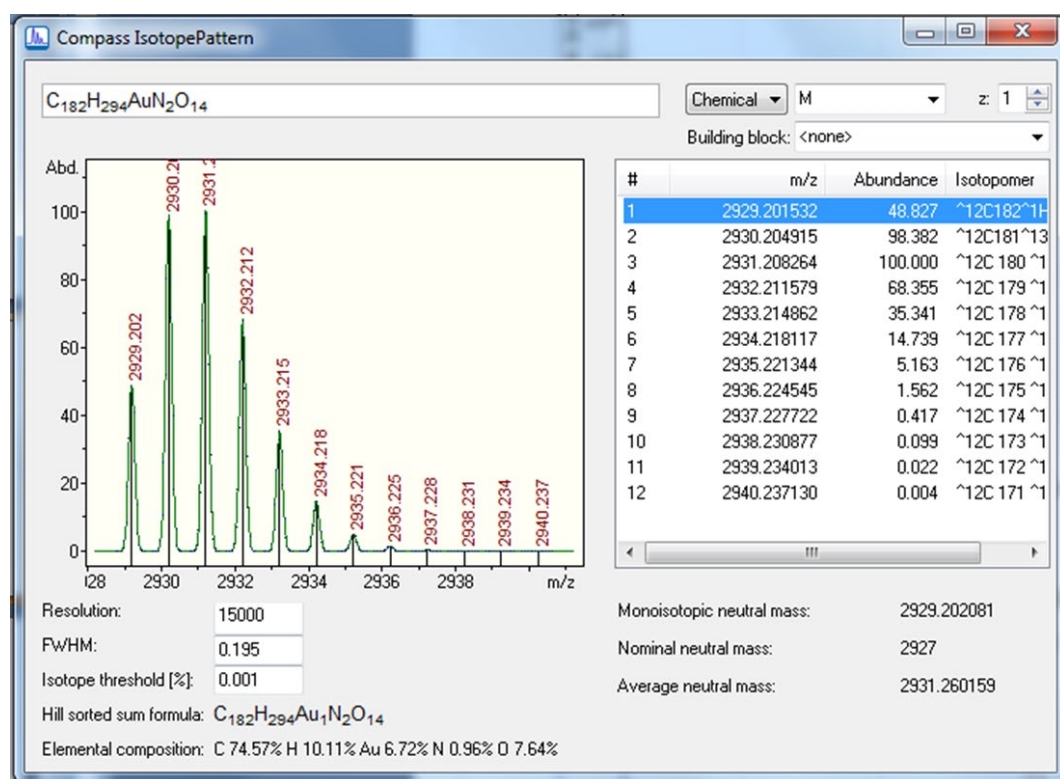 Compass IsotopePattern
C182H294AuN2O14
Chemical M z: 1
Building block: <none>
Abd.
100
80
60
40
20
0
2929.202
2930.2
2931.2
2932.212
2933.215
2934.218
2935.221
2936.225
2937.228
2938.231
2939.234
2940.237
28 2930 2932 2934 2936 2938 m/z
# m/z Abundance Isotopomer
1 2929.201532 48.827 ^12C182^1H
2 2930.204915 98.382 ^12C181^13
3 2931.208264 100.000 ^12C 180 ^1
4 2932.211579 68.355 ^12C 179 ^1
5 2933.214862 35.341 ^12C 178 ^1
6 2934.218117 14.739 ^12C 177 ^1
7 2935.221344 5.163 ^12C 176 ^1
8 2936.224545 1.562 ^12C 175 ^1
9 2937.227722 0.417 ^12C 174 ^1
10 2938.230877 0.099 ^12C 173 ^1
11 2939.234013 0.022 ^12C 172 ^1
12 2940.237130 0.004 ^12C 171 ^1
Resolution: 15000
FWHM: 0.195
Isotope threshold [%]: 0.001
Hill sorted sum formula: C182H294Au1N2O14
Elemental composition: C 74.57% H 10.11% Au 6.72% N 0.96% O 7.64%
Monoisotopic neutral mass: 2929.202081
Nominal neutral mass: 2927
Average neutral mass: 2931.260159